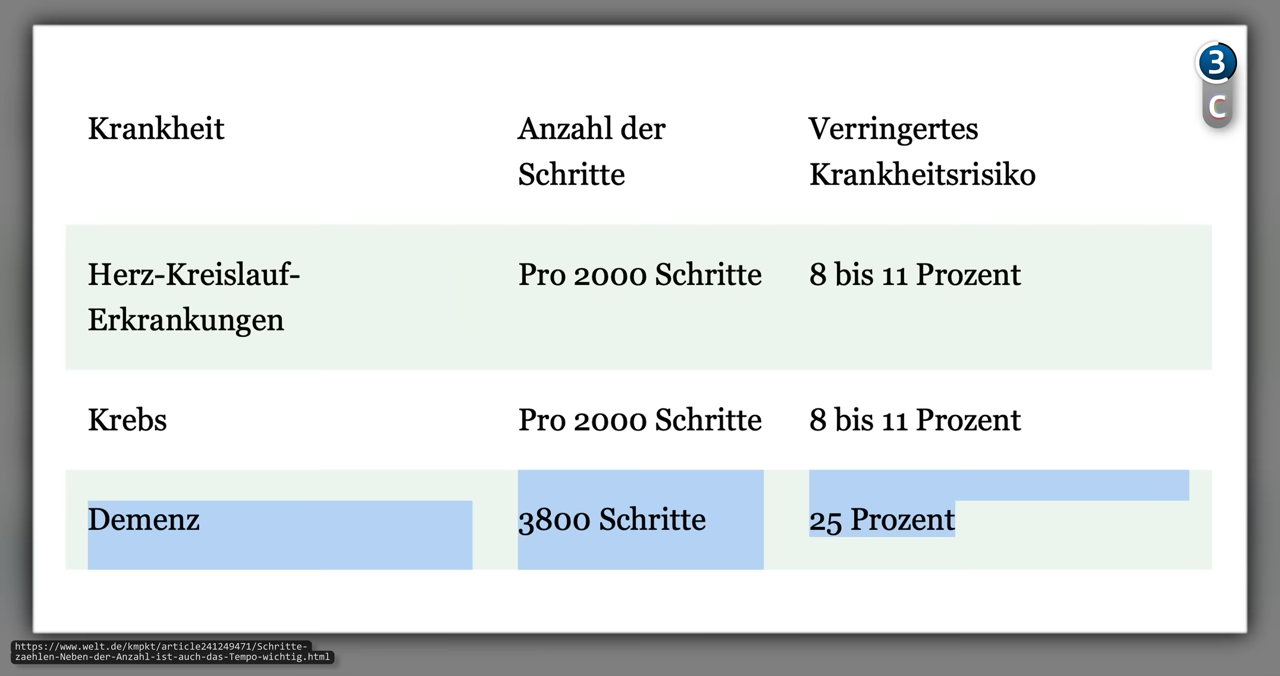 3
C
Krankheit Anzahl der Verringertes
Schritte Krankheitsrisiko
Herz-Kreislauf- Pro 2000 Schritte 8 bis 11 Prozent
Erkrankungen
Krebs Pro 2000 Schritte 8 bis 11 Prozent
Demenz 3800 Schritte 25 Prozent
https://www.welt.de/kmpkt/article241249471/Schritte-
zaehlen-Neben-der-Anzahl-ist-auch-das-Tempo-wichtig.html